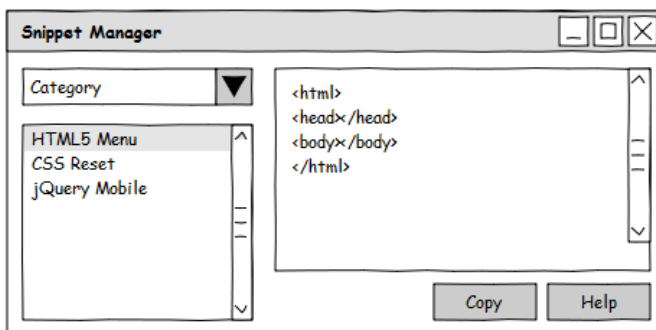 Snippet Manager
Category
HTML5 Menu
CSS Reset
jQuery Mobile
<html>
<head></head>
<body></body>
</html>
Copy
Help